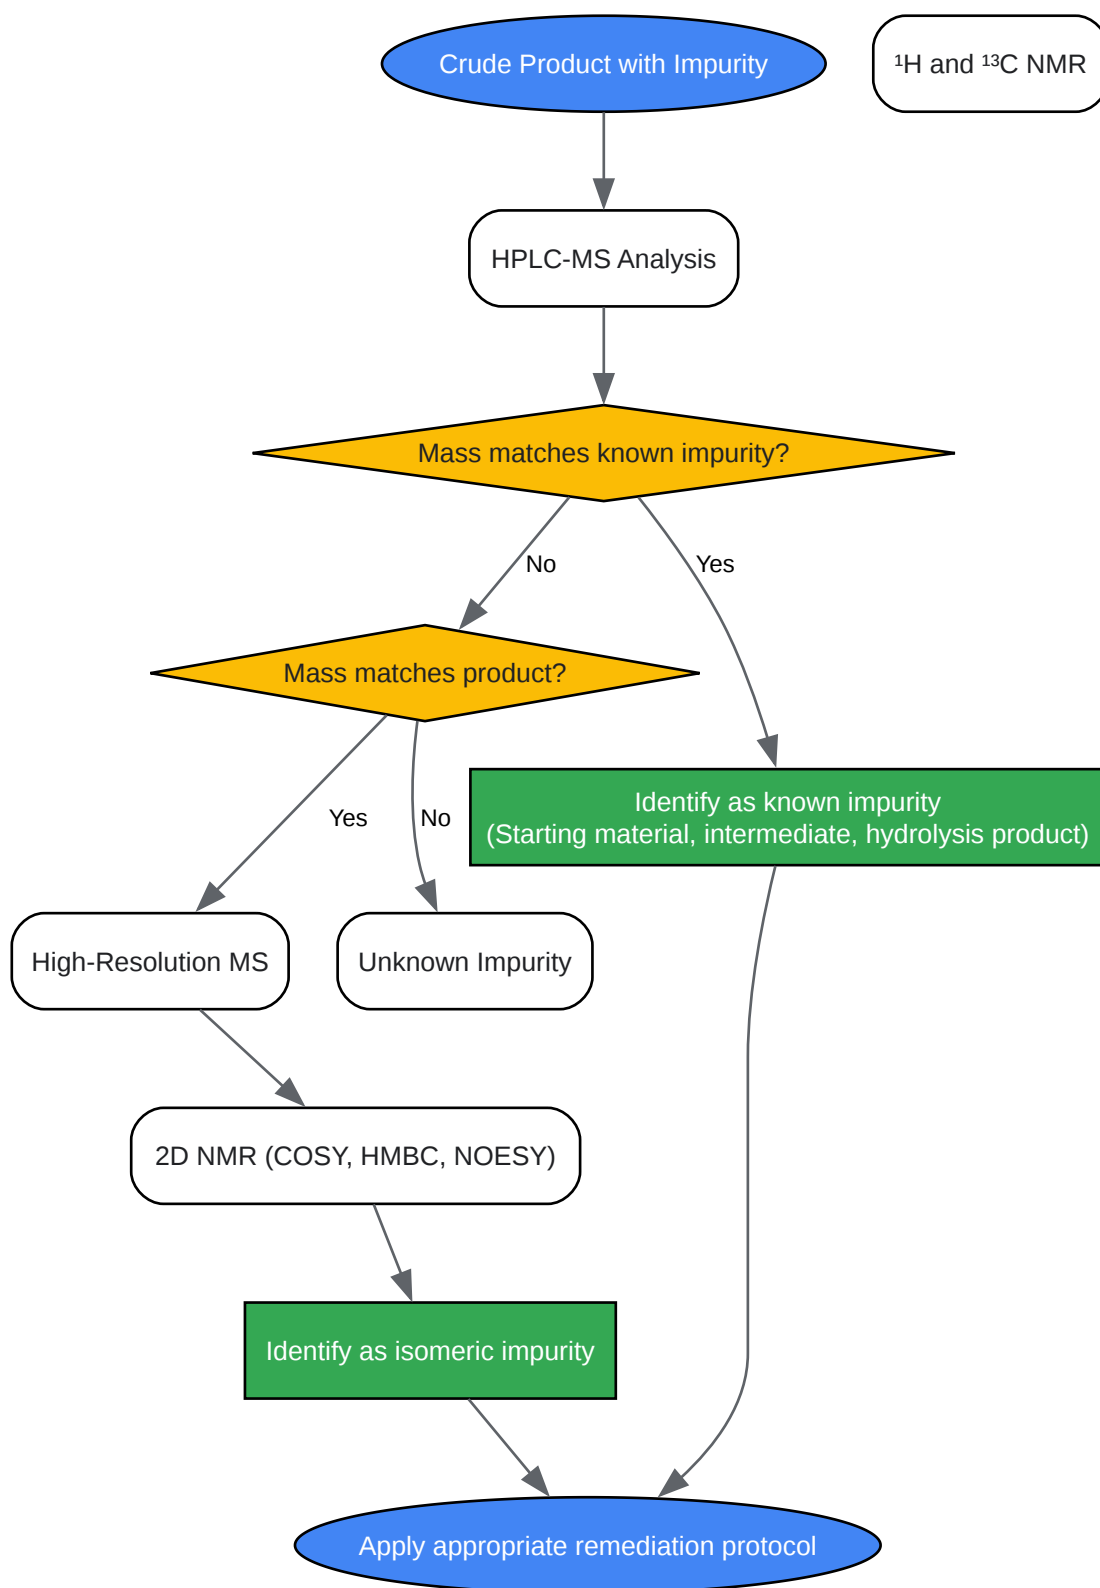 Crude Product with Impurity
¹H and ¹³C NMR
HPLC-MS Analysis
Mass matches known impurity?
No
Yes
Mass matches product?
Identify as known impurity
(Starting material, intermediate, hydrolysis product)
Yes
No
High-Resolution MS
Unknown Impurity
2D NMR (COSY, HMBC, NOESY)
Identify as isomeric impurity
Apply appropriate remediation protocol